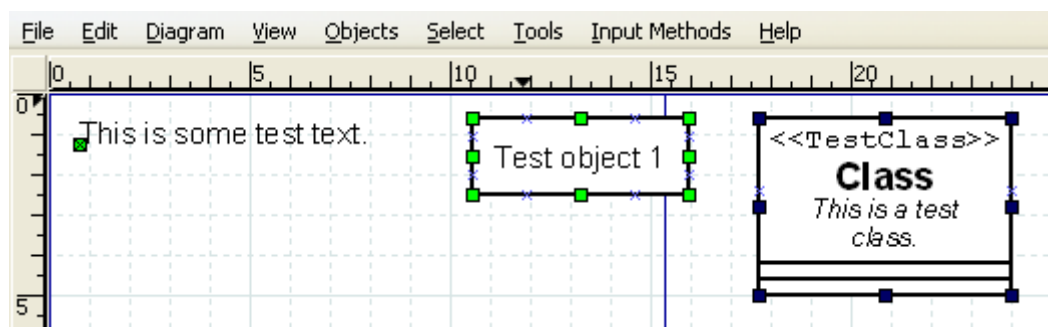 File Edit Diagram View Objects Select Tools Input Methods Help
0 5 10 15 20
0
This is some test text.
Test object 1
<<TestClass>>
Class
This is a test
class.
5